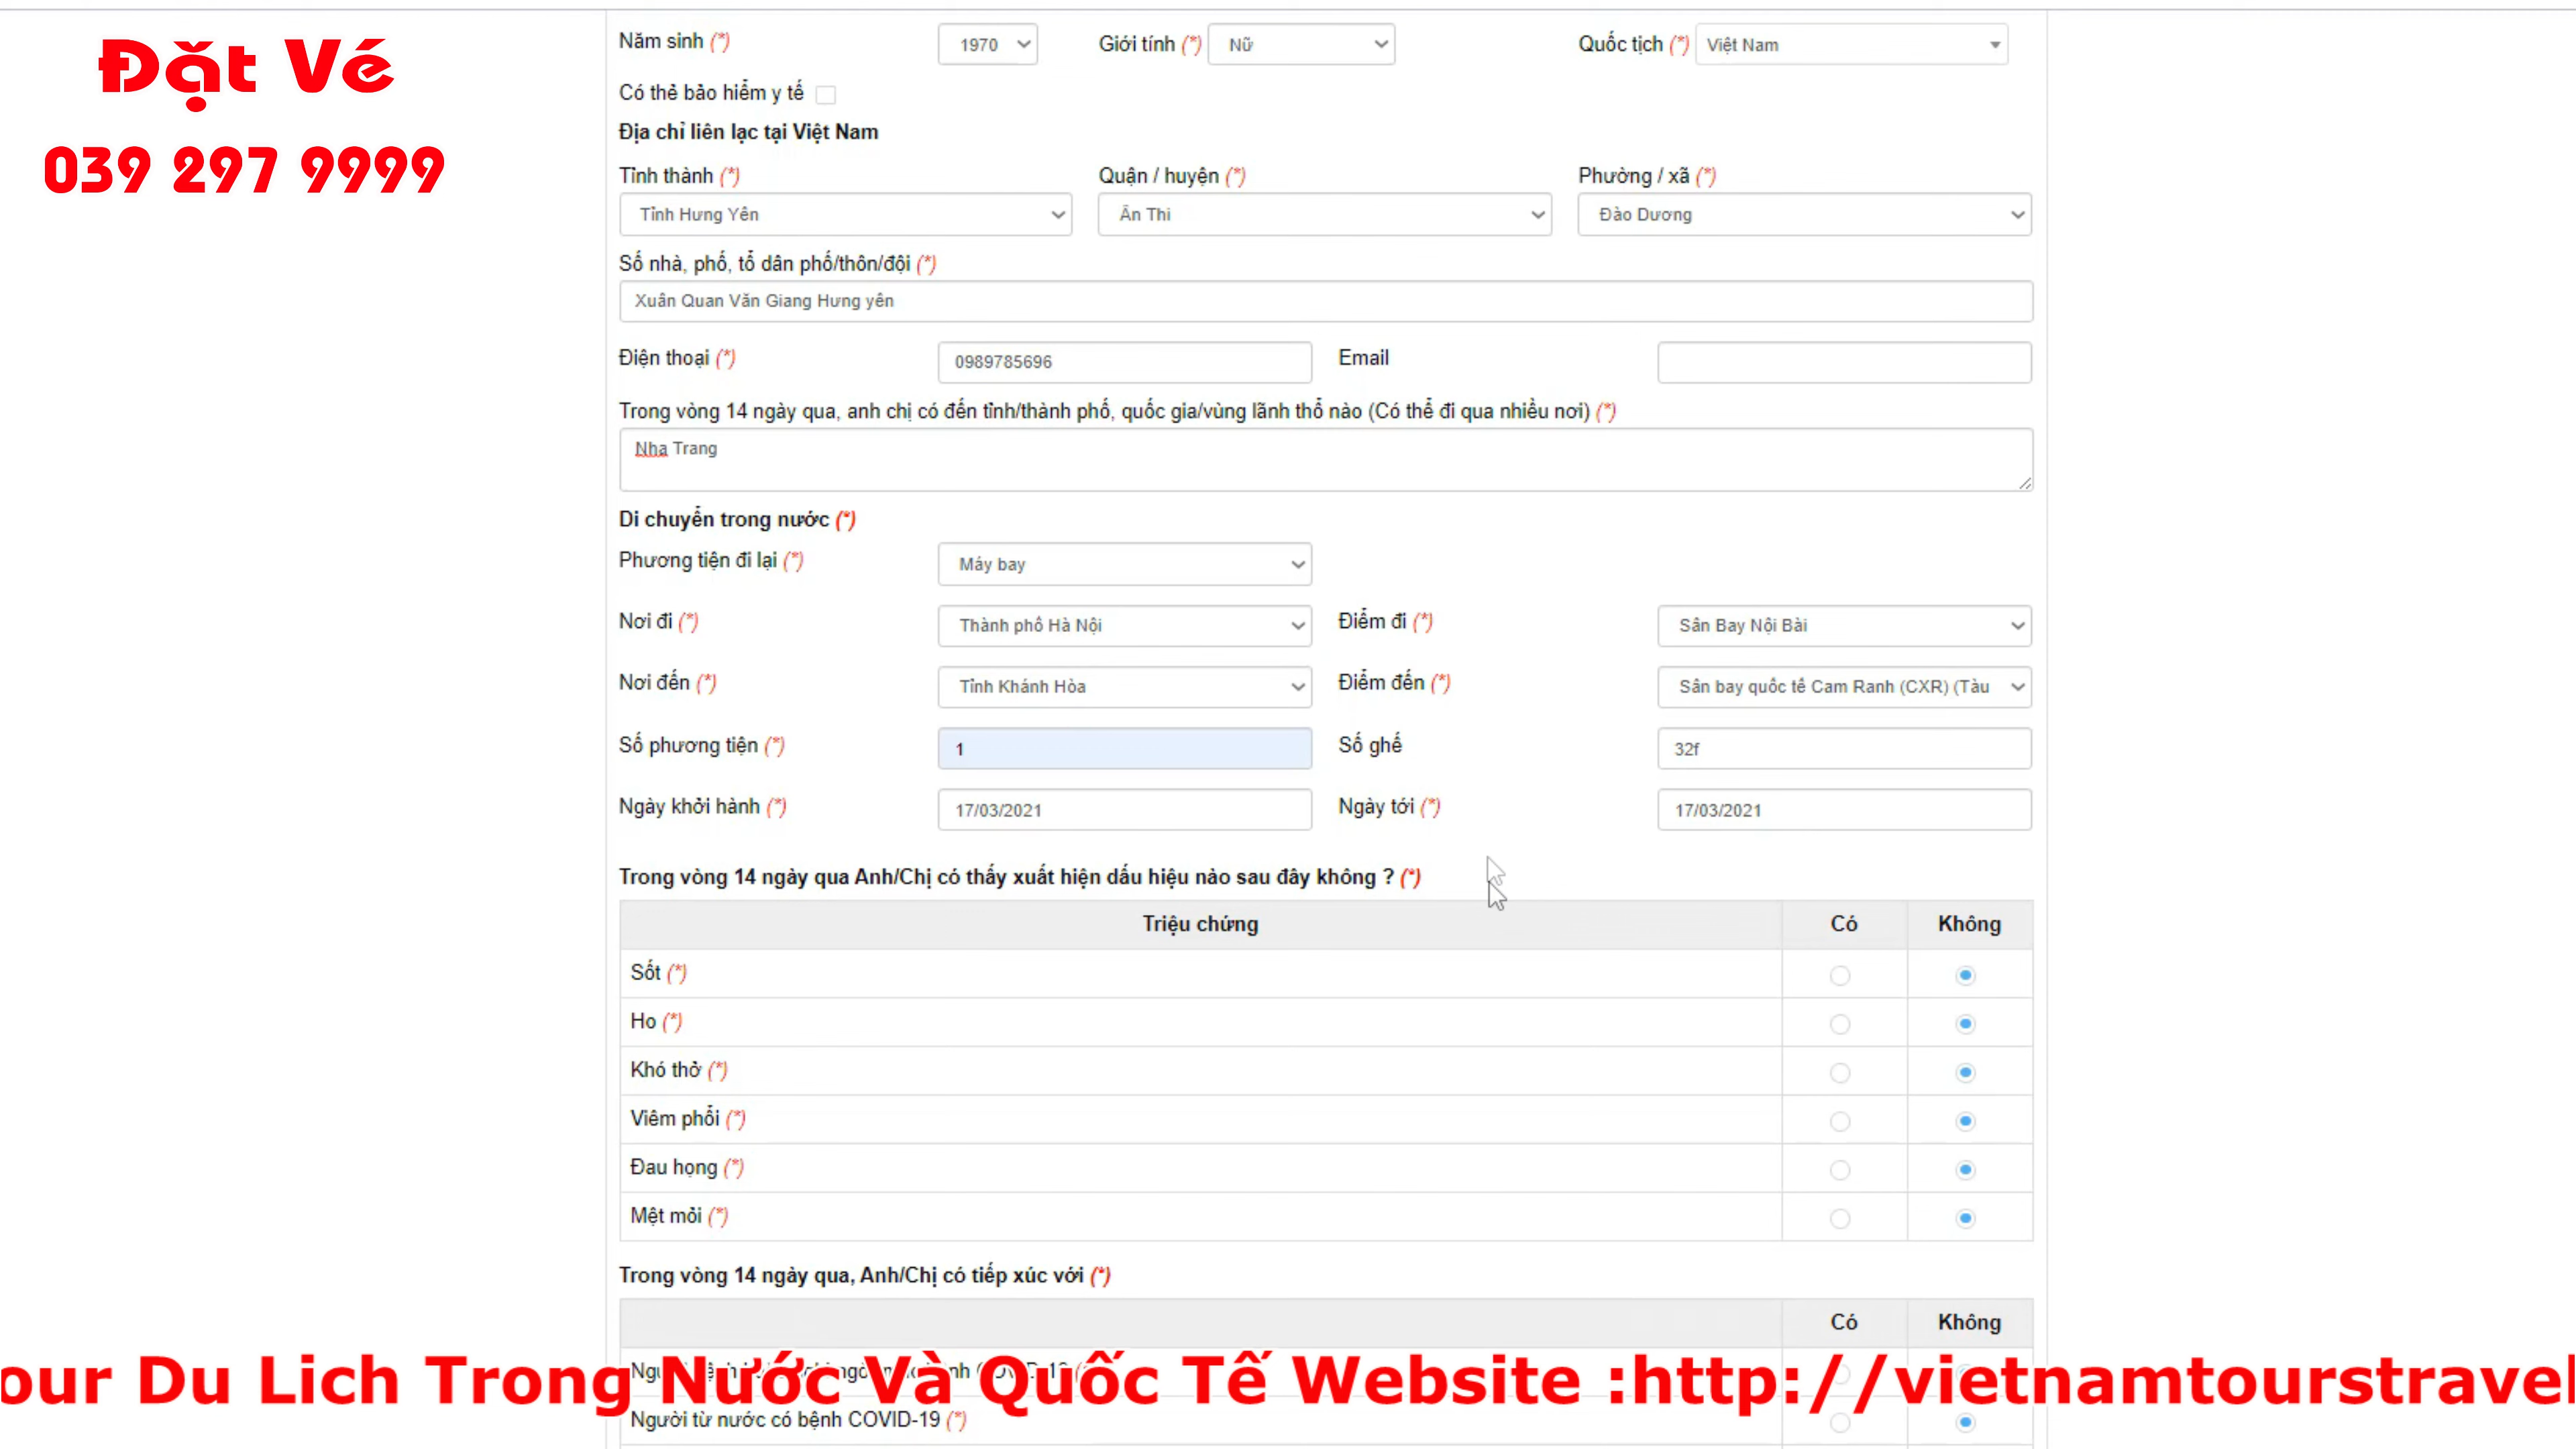 Đặt Vé
039 297 9999
Năm sinh (*) 1970 Giới tính (*) Nữ Quốc tịch (*) Việt Nam
Có thẻ bảo hiểm y tế
Địa chỉ liên lạc tại Việt Nam
Tỉnh thành (*) Quận / huyện (*) Phường / xã (*)
Tỉnh Hưng Yên Ân Thi Đào Dương
Số nhà, phố, tổ dân phố/thôn/đội (*)
Xuân Quan Văn Giang Hưng yên
Điện thoại (*) 0989785696 Email
Trong vòng 14 ngày qua, anh chị có đến tỉnh/thành phố, quốc gia/vùng lãnh thổ nào (Có thể đi qua nhiều nơi) (*)
Nha Trang
Di chuyển trong nước (*)
Phương tiện đi lại (*) Máy bay
Nơi đi (*) Thành phố Hà Nội Điểm đi (*) Sân Bay Nội Bài
Nơi đến (*) Tỉnh Khánh Hòa Điểm đến (*) Sân bay quốc tế Cam Ranh (CXR) (Tàu
Số phương tiện (*) 1 Số ghế 32f
Ngày khởi hành (*) 17/03/2021 Ngày tới (*) 17/03/2021
Trong vòng 14 ngày qua Anh/Chị có thấy xuất hiện dấu hiệu nào sau đây không ? (*)
Triệu chứng Có Không
Sốt (*)
Ho (*)
Khó thở (*)
Viêm phổi (*)
Đau họng (*)
Mệt mỏi (*)
Trong vòng 14 ngày qua, Anh/Chị có tiếp xúc với (*)
Có Không
our Du Lich Trong Nước Và Quốc Tế Website :http://vietnamtourstravel
Người từ nước có bệnh COVID-19 (*)